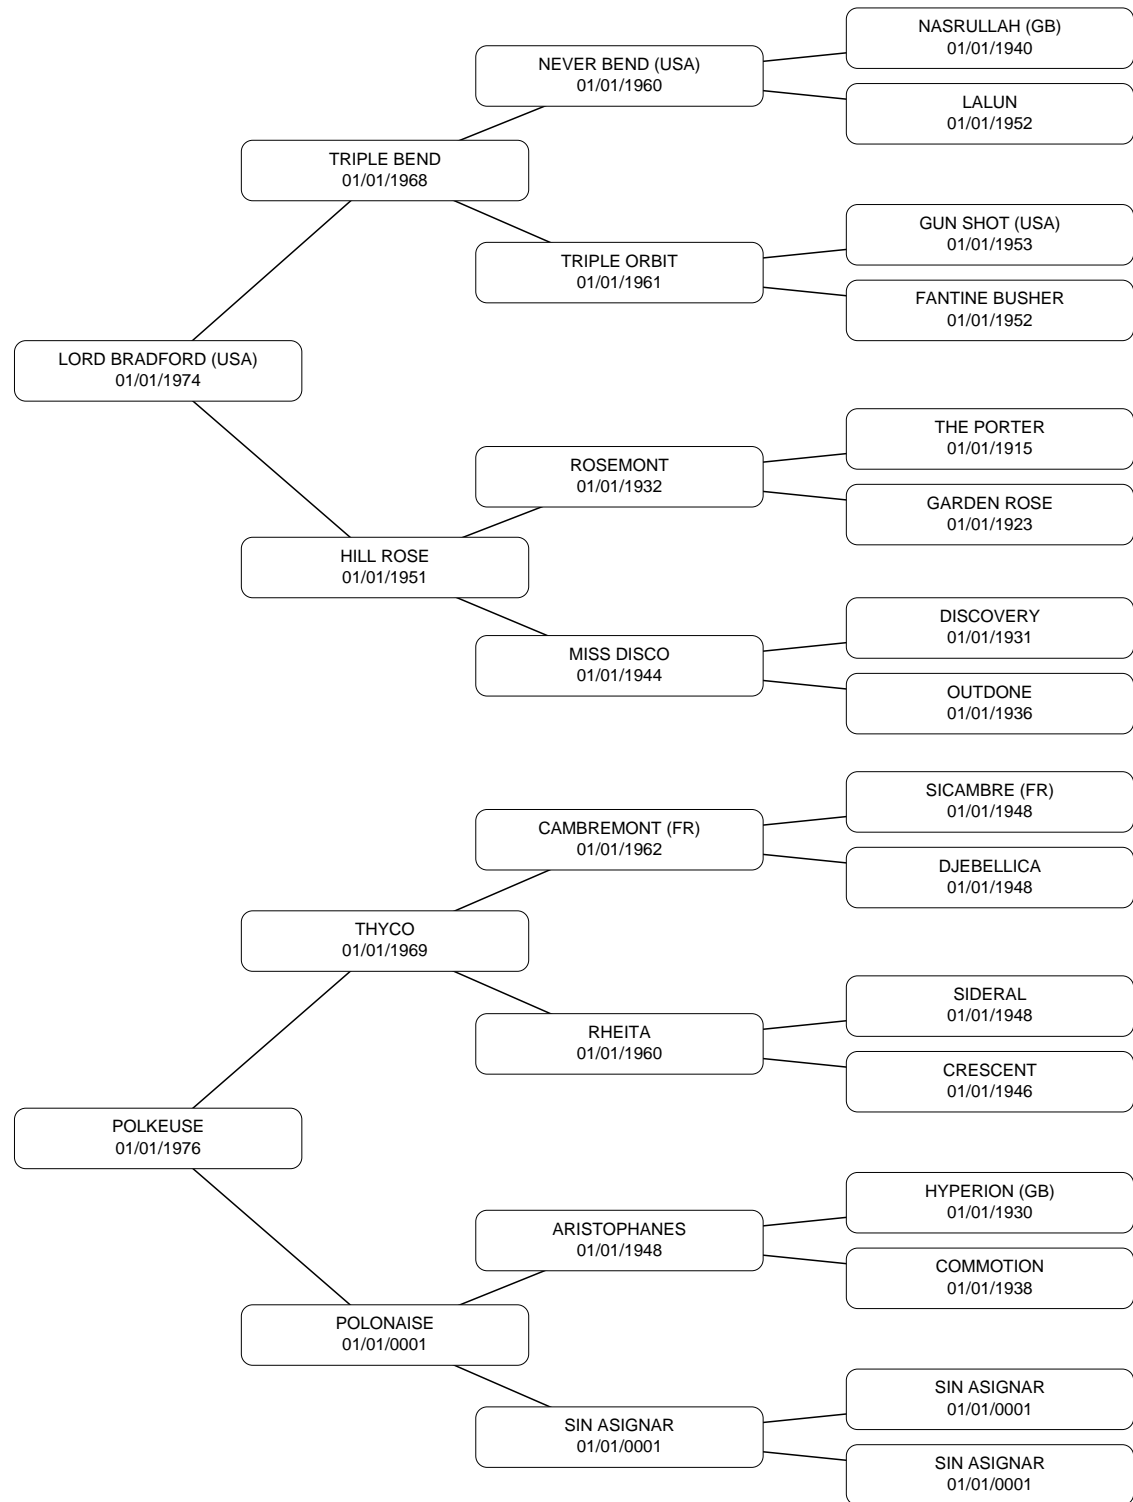 NASRULLAH (GB)
01/01/1940
NEVER BEND (USA)
01/01/1960
LALUN
01/01/1952
TRIPLE BEND
01/01/1968
GUN SHOT (USA)
01/01/1953
TRIPLE ORBIT
01/01/1961
FANTINE BUSHER
01/01/1952
LORD BRADFORD (USA)
01/01/1974
THE PORTER
01/01/1915
ROSEMONT
01/01/1932
GARDEN ROSE
01/01/1923
HILL ROSE
01/01/1951
DISCOVERY
01/01/1931
MISS DISCO
01/01/1944
OUTDONE
01/01/1936
SICAMBRE (FR)
01/01/1948
CAMBREMONT (FR)
01/01/1962
DJEBELLICA
01/01/1948
THYCO
01/01/1969
SIDERAL
01/01/1948
RHEITA
01/01/1960
CRESCENT
01/01/1946
POLKEUSE
01/01/1976
HYPERION (GB)
01/01/1930
ARISTOPHANES
01/01/1948
COMMOTION
01/01/1938
POLONAISE
01/01/0001
SIN ASIGNAR
01/01/0001
SIN ASIGNAR
01/01/0001
SIN ASIGNAR
01/01/0001